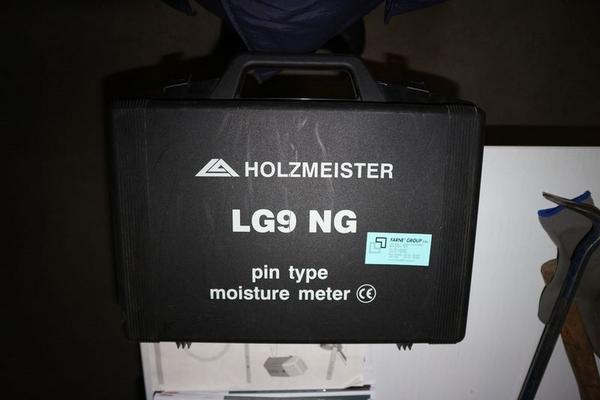 HOLZMEISTER
LG9 NG
FARNE' GROUP
pin type
moisture meter CE